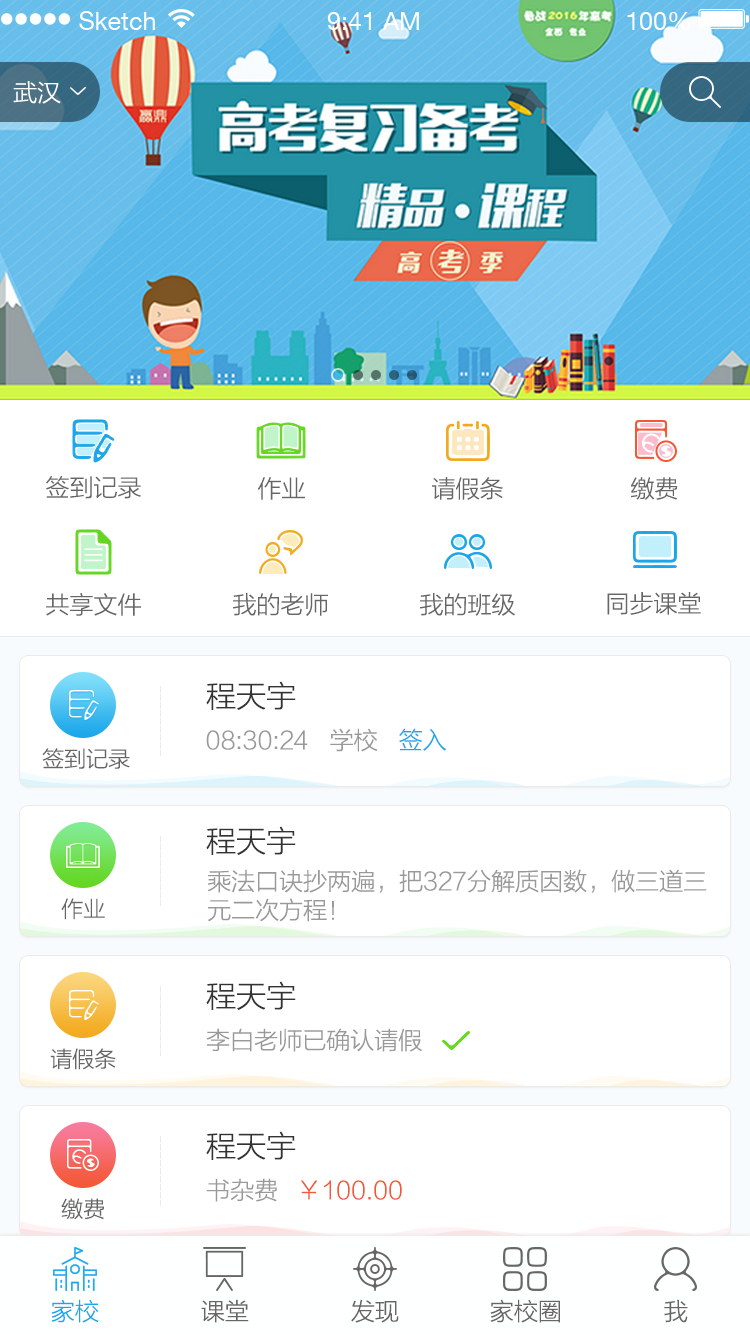 Sketch 9:41 AM 100%
备战2016年高考
武汉
赢鼎
高考复习备考
精品·课程
高考季
签到记录 作业 请假条 缴费
共享文件 我的老师 我的班级 同步课堂
程天宇
08:30:24 学校 签入
签到记录
程天宇
乘法口诀抄两遍，把327分解质因数，做三道三
元二次方程！
作业
程天宇
李白老师已确认请假
请假条
程天宇
书杂费 ￥100.00
缴费
家校 课堂 发现 家校圈 我